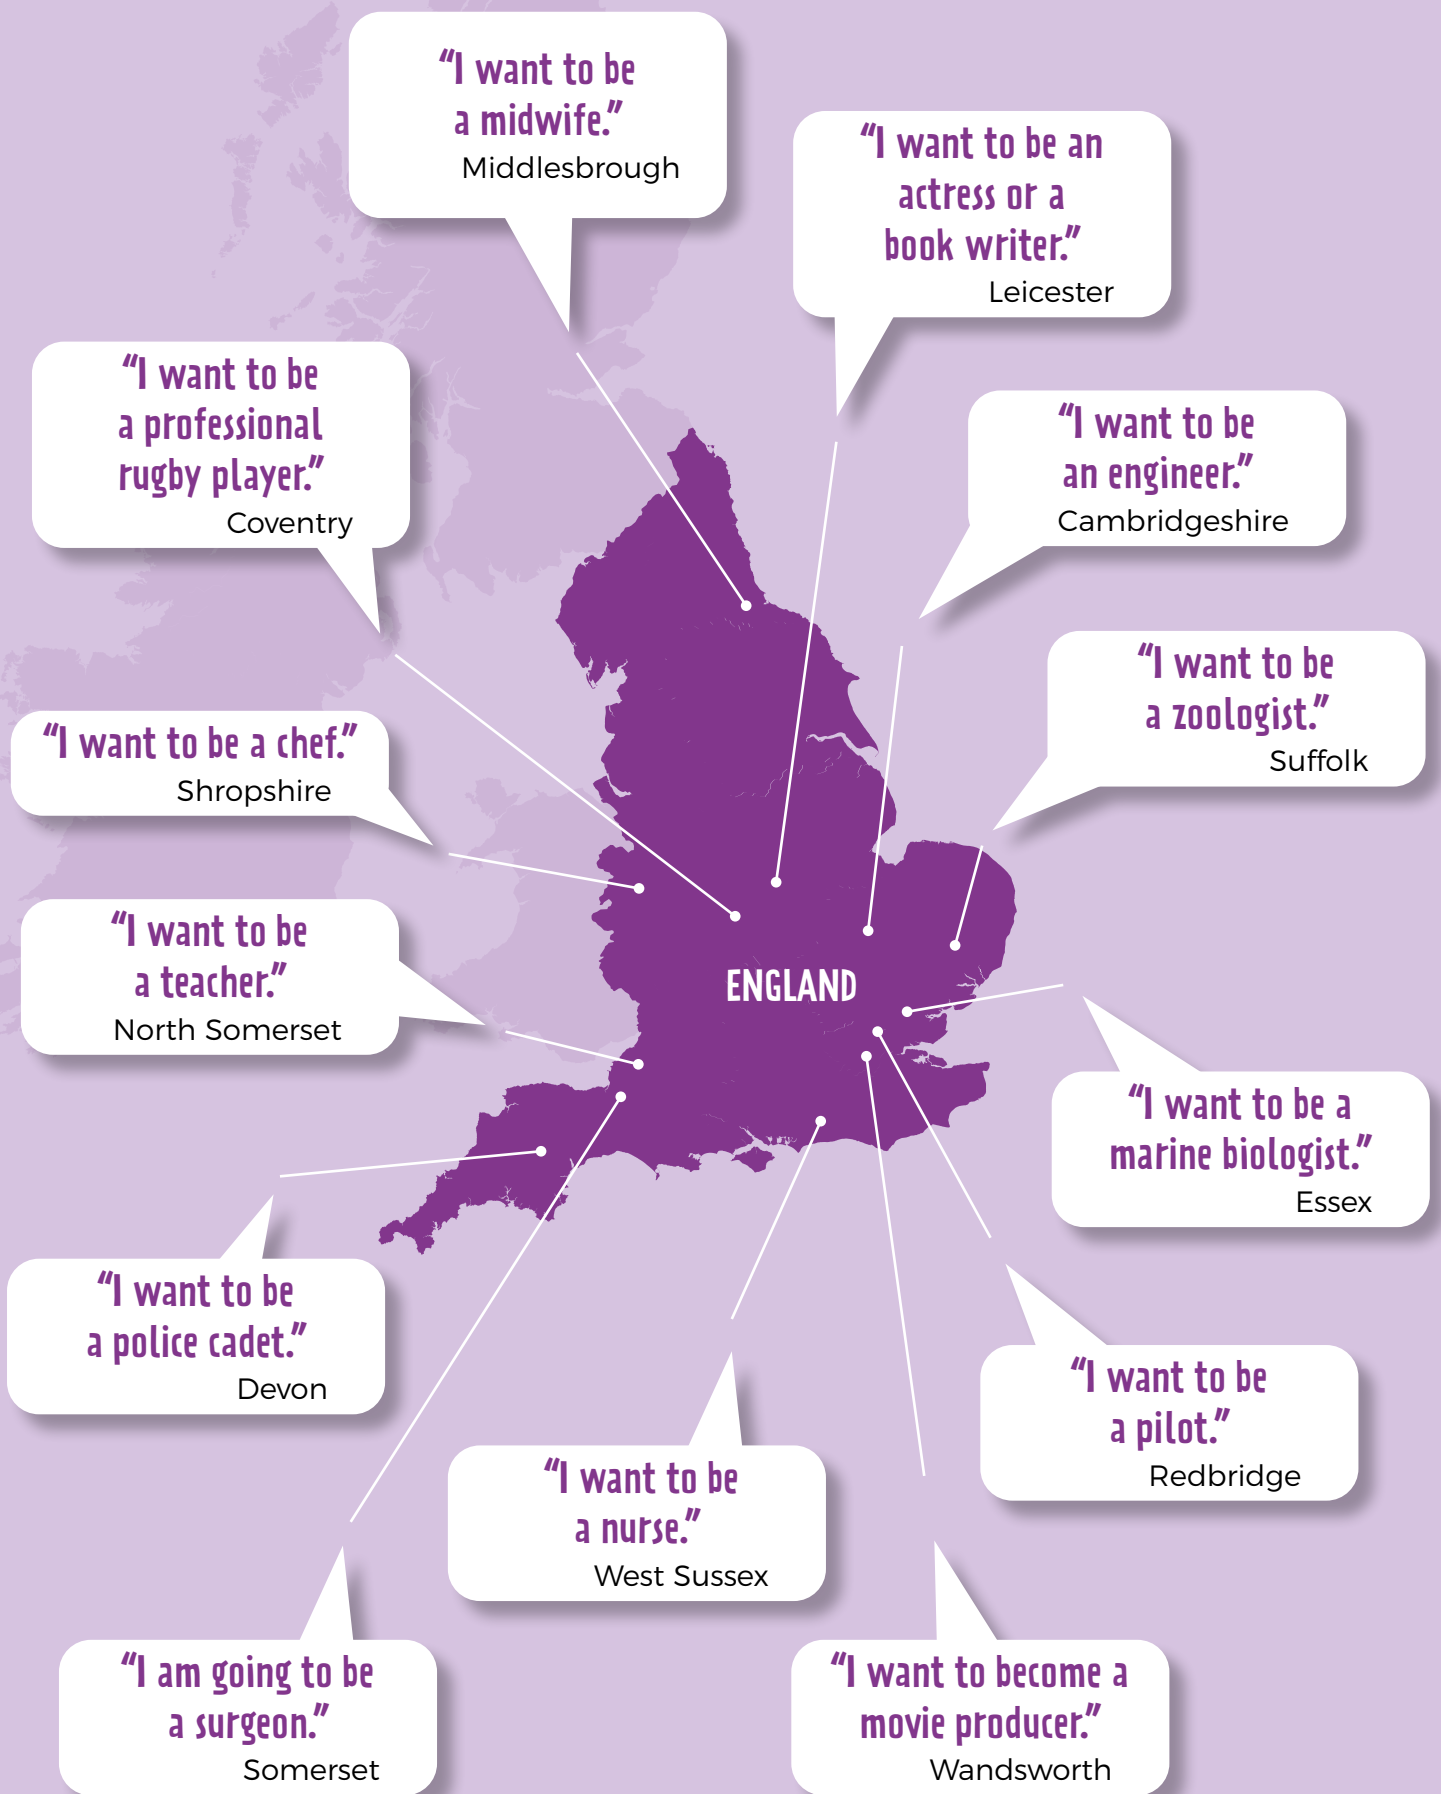 “I want to be
a midwife.”
Middlesbrough
“I want to be an
actress or a
book writer.”
Leicester
“I want to be
a professional
rugby player.”
Coventry
“I want to be
an engineer.”
Cambridgeshire
“I want to be
a zoologist.”
Suffolk
“I want to be a chef.”
Shropshire
“I want to be
a teacher.”
North Somerset
ENGLAND
“I want to be a
marine biologist.”
Essex
“I want to be
a police cadet.”
Devon
“I want to be
a pilot.”
Redbridge
“I want to be
a nurse.”
West Sussex
“I am going to be
a surgeon.”
Somerset
“I want to become a
movie producer.”
Wandsworth